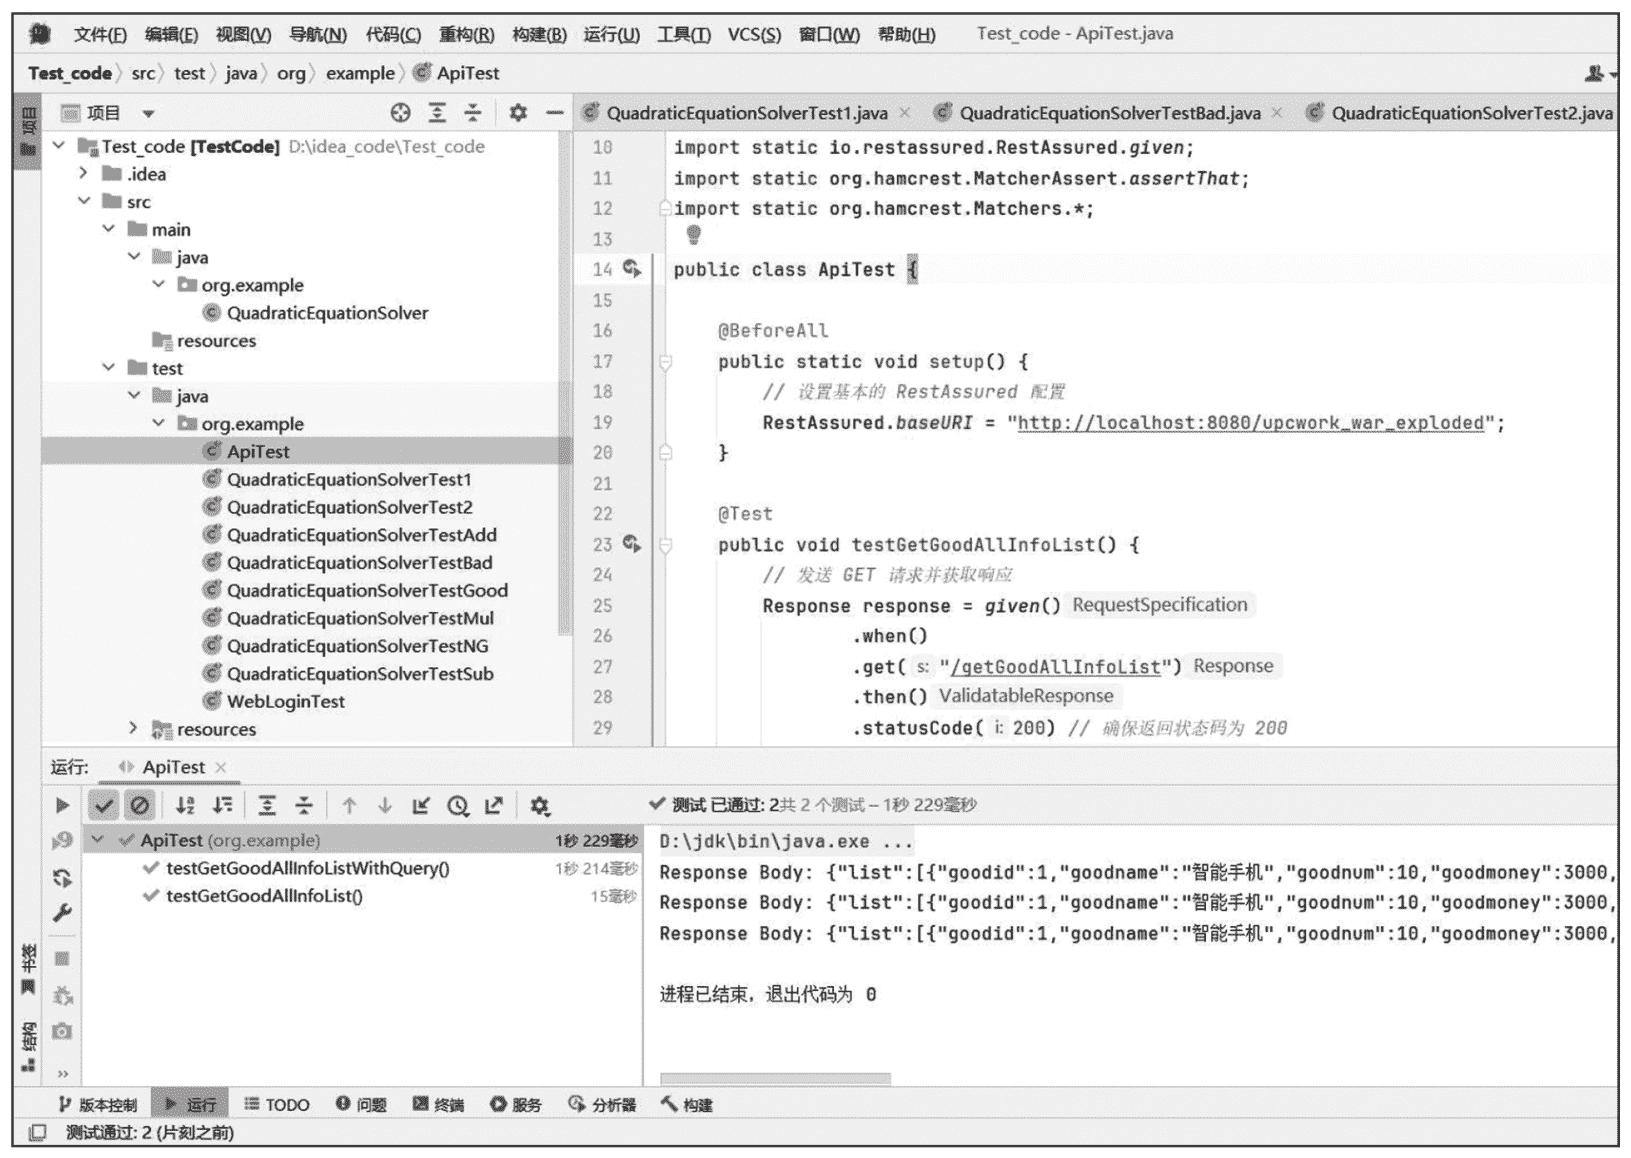 文件(F) 编辑(E) 视图(V) 导航(N) 代码(C) 重构(R) 构建(B) 运行(U) 工具(T) VCS(S) 窗口(W) 帮助(H) Test_code - ApiTest.java
Test_code 〉 src 〉 test 〉 java 〉 org 〉 example 〉 ApiTest
项目
项目
QuadraticEquationSolverTest1.java × QuadraticEquationSolverTestBad.java × QuadraticEquationSolverTest2.java
Test_code [TestCode] D:\idea_code\Test_code
.idea
src
main
java
org.example
QuadraticEquationSolver
resources
test
java
org.example
ApiTest
QuadraticEquationSolverTest1
QuadraticEquationSolverTest2
QuadraticEquationSolverTestAdd
QuadraticEquationSolverTestBad
QuadraticEquationSolverTestGood
QuadraticEquationSolverTestMul
QuadraticEquationSolverTestNG
QuadraticEquationSolverTestSub
WebLoginTest
resources
10 import static io.restassured.RestAssured.given;
11 import static org.hamcrest.MatcherAssert.assertThat;
12 import static org.hamcrest.Matchers.*;
13
14 public class ApiTest {
15
16 @BeforeAll
17 public static void setup() {
18 // 设置基本的 RestAssured 配置
19 RestAssured.baseURI = "http://localhost:8080/upcwork_war_exploded";
20 }
21
22 @Test
23 public void testGetGoodAllInfoList() {
24 // 发送 GET 请求并获取响应
25 Response response = given() RequestSpecification
26 .when()
27 .get( s: "/getGoodAllInfoList") Response
28 .then() ValidatableResponse
29 .statusCode( i: 200) // 确保返回状态码为 200
运行: ApiTest ×
测试 已通过: 2共 2 个测试 – 1秒 229毫秒
ApiTest (org.example) 1秒 229毫秒
testGetGoodAllInfoListWithQuery() 1秒 214毫秒
testGetGoodAllInfoList() 15毫秒
D:\jdk\bin\java.exe ...
Response Body: {"list":[{"goodid":1,"goodname":"智能手机","goodnum":10,"goodmoney":3000,
Response Body: {"list":[{"goodid":1,"goodname":"智能手机","goodnum":10,"goodmoney":3000,
Response Body: {"list":[{"goodid":1,"goodname":"智能手机","goodnum":10,"goodmoney":3000,
进程已结束，退出代码为 0
书签
结构
»
版本控制 运行 TODO 问题 终端 服务 分析器 构建
测试通过: 2 (片刻之前)